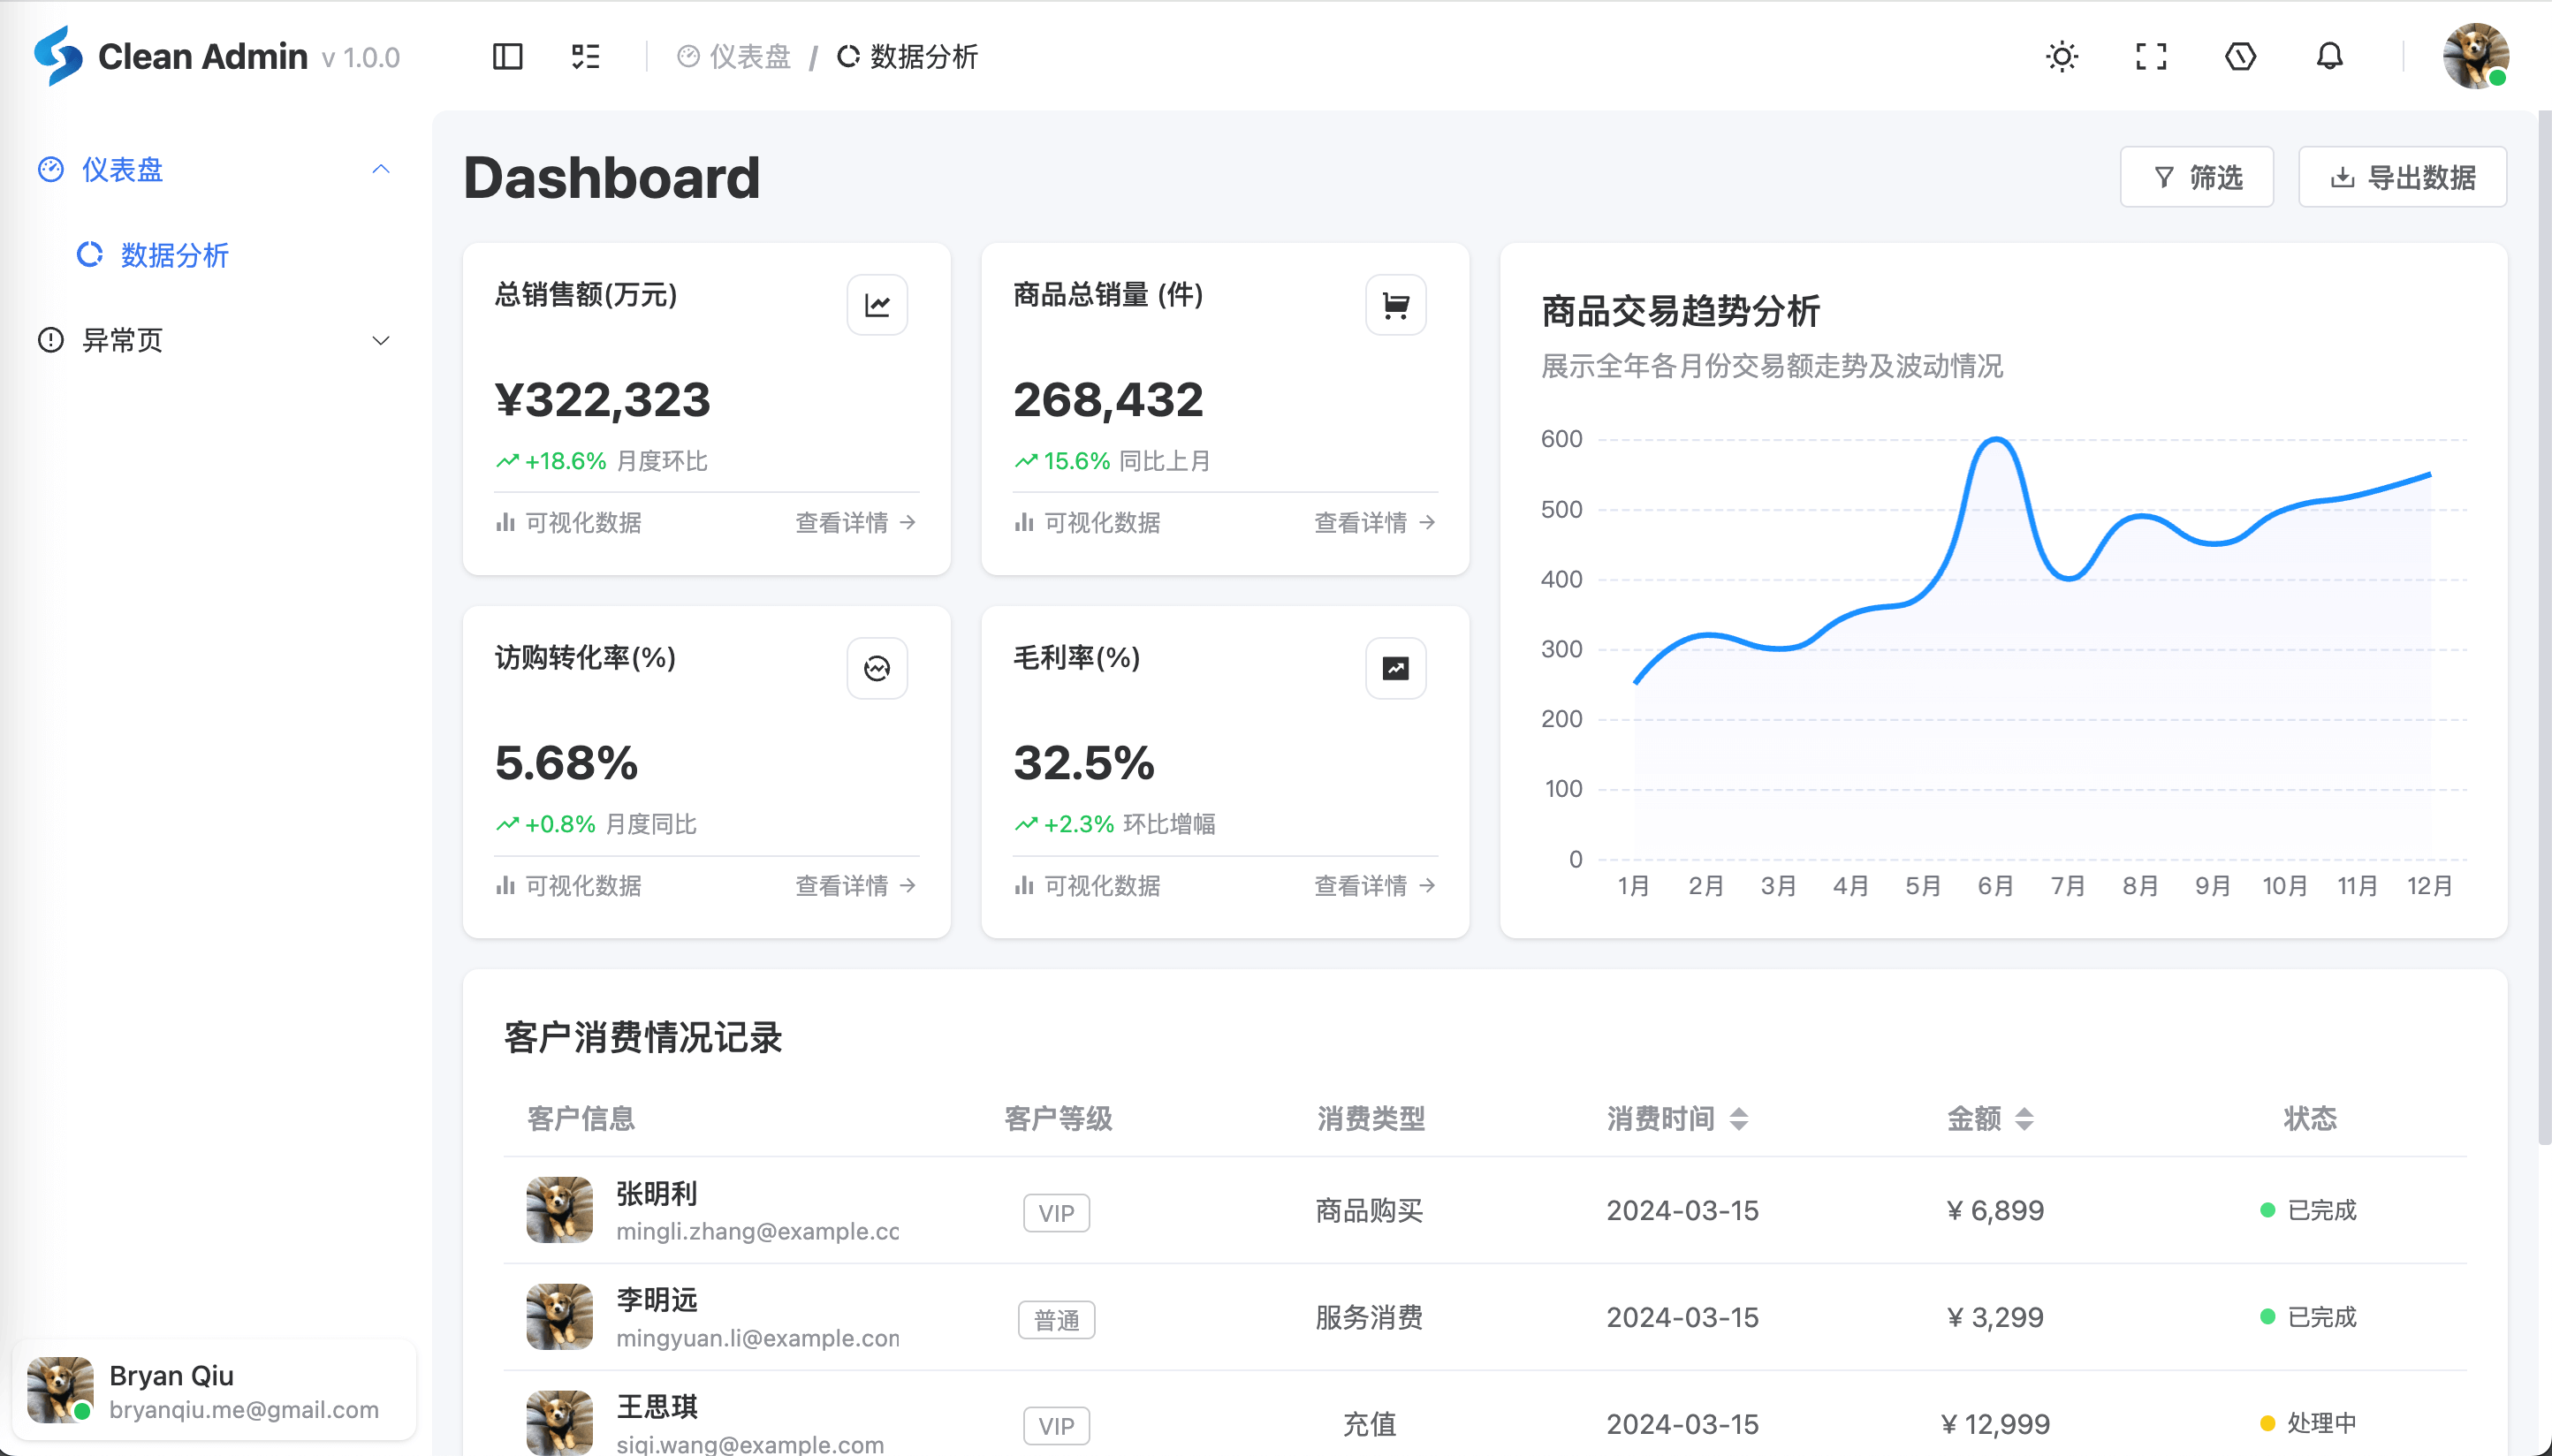 Clean Admin v 1.0.0
仪表盘 / 数据分析
仪表盘
数据分析
异常页
Dashboard
筛选
导出数据
总销售额(万元)
¥322,323
+18.6% 月度环比
可视化数据 查看详情
商品总销量 (件)
268,432
15.6% 同比上月
可视化数据 查看详情
访购转化率(%)
5.68%
+0.8% 月度同比
可视化数据 查看详情
毛利率(%)
32.5%
+2.3% 环比增幅
可视化数据 查看详情
商品交易趋势分析
展示全年各月份交易额走势及波动情况
600
500
400
300
200
100
0
1月 2月 3月 4月 5月 6月 7月 8月 9月 10月 11月 12月
客户消费情况记录
客户信息 客户等级 消费类型 消费时间 金额 状态
张明利
mingli.zhang@example.cc
VIP 商品购买 2024-03-15 ¥ 6,899 已完成
李明远
mingyuan.li@example.con
普通 服务消费 2024-03-15 ¥ 3,299 已完成
王思琪
siqi.wang@example.com
VIP 充值 2024-03-15 ¥ 12,999 处理中
Bryan Qiu
bryanqiu.me@gmail.com